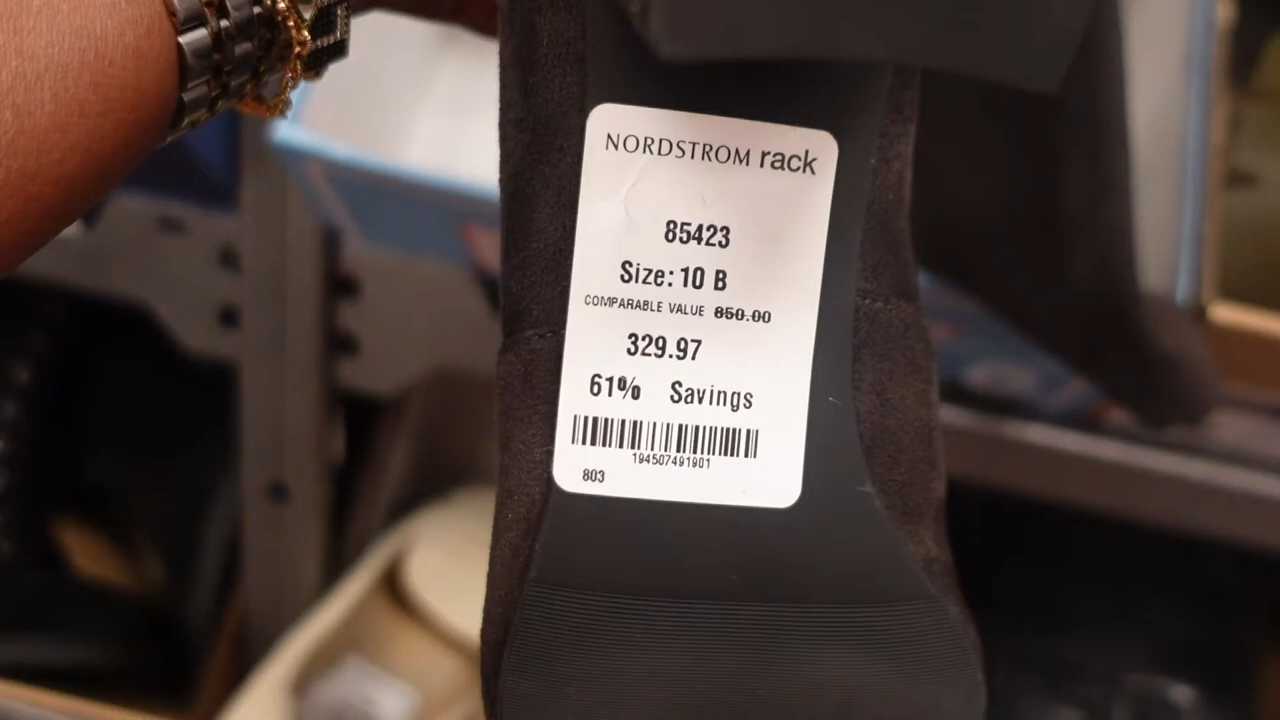 NORDSTROM rack
85423
Size: 10 B
COMPARABLE VALUE 850.00
329.97
61% Savings
194507491901
803